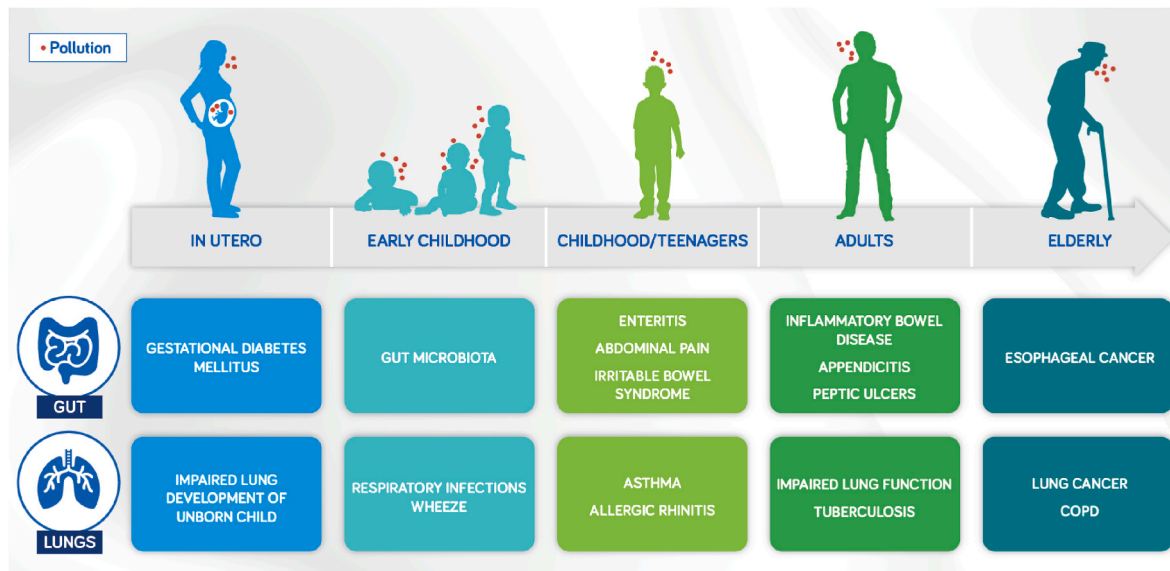 • Pollution
IN UTERO
EARLY CHILDHOOD
CHILDHOOD/TEENAGERS
ADULTS
ELDERLY
GUT
GESTATIONAL DIABETES
MELLITUS
GUT MICROBIOTA
ENTERITIS
ABDOMINAL PAIN
IRRITABLE BOWEL
SYNDROME
INFLAMMATORY BOWEL
DISEASE
APPENDICITIS
PEPTIC ULCERS
ESOPHAGEAL CANCER
LUNGS
IMPAIRED LUNG
DEVELOPMENT OF
UNBORN CHILD
RESPIRATORY INFECTIONS
WHEEZE
ASTHMA
ALLERGIC RHINITIS
IMPAIRED LUNG FUNCTION
TUBERCULOSIS
LUNG CANCER
COPD